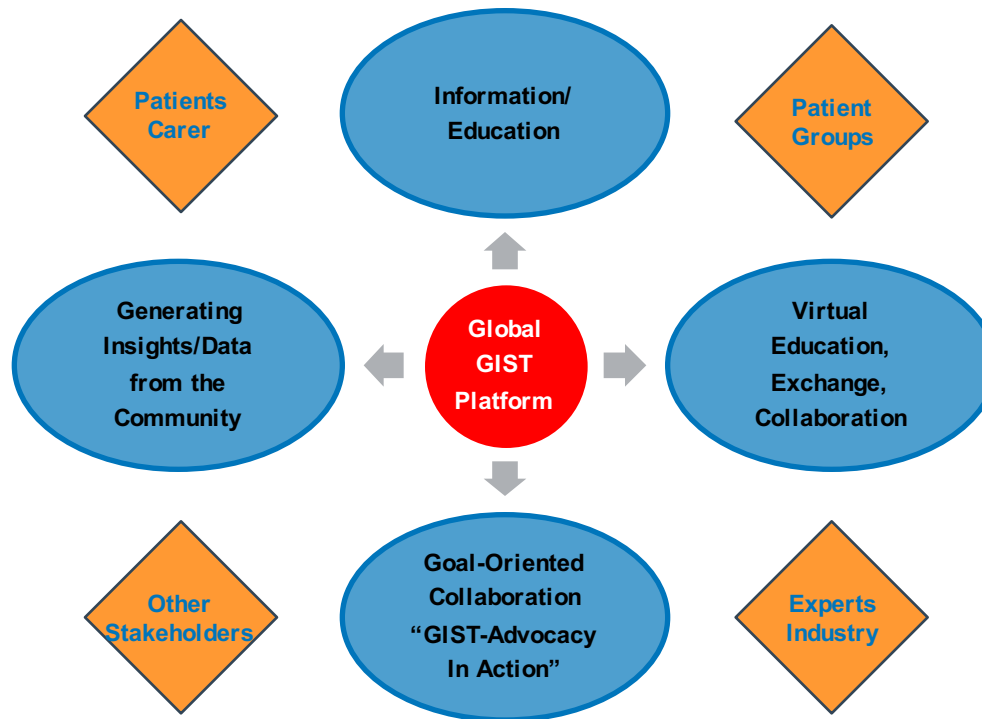 Patients
Carer
Information/
Education
Patient
Groups
Generating
Insights/Data
from the
Community
Global
GIST
Platform
Virtual
Education,
Exchange,
Collaboration
Other
Stakeholders
Goal-Oriented
Collaboration
“GIST-Advocacy
In Action”
Experts
Industry